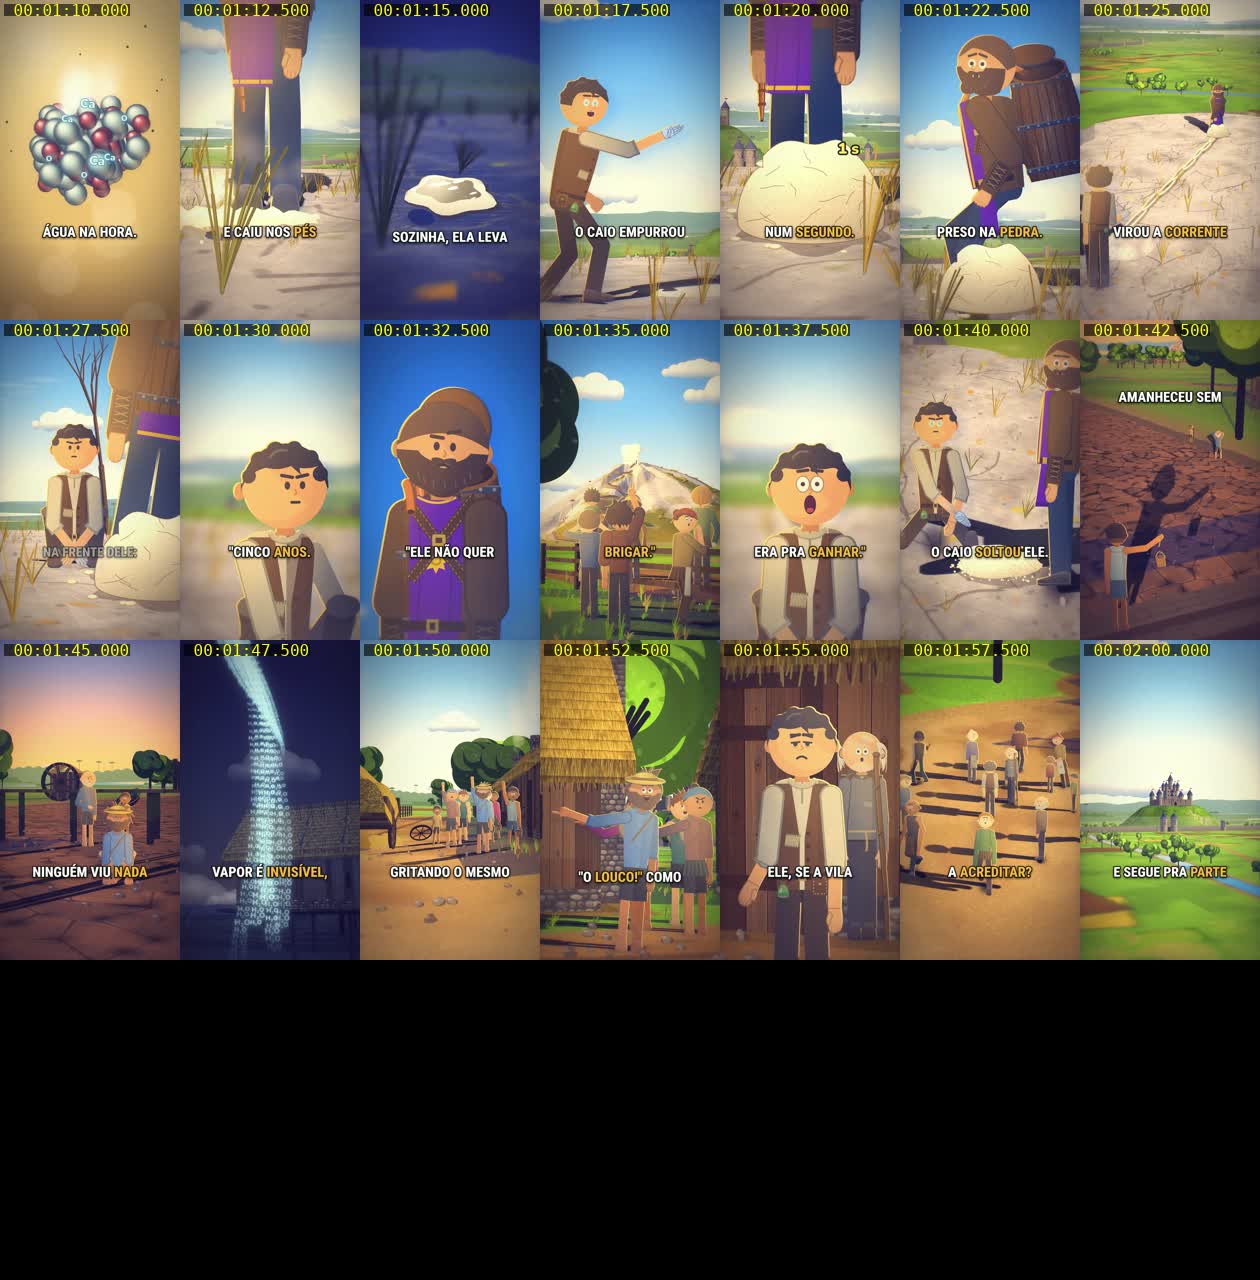 00:01:10.000
Ca
Ca
O
Ca
Ca
O
O
ÁGUA NA HORA.
00:01:12.500
E CAIU NOS PÉS
00:01:15.000
SOZINHA, ELA LEVA
00:01:17.500
O CAIO EMPURROU
00:01:20.000
1 s
NUM SEGUNDO.
00:01:22.500
PRESO NA PEDRA.
00:01:25.000
VIROU A CORRENTE
00:01:27.500
NA FRENTE DELE:
00:01:30.000
"CINCO ANOS.
00:01:32.500
"ELE NÃO QUER
00:01:35.000
BRIGAR."
00:01:37.500
ERA PRA GANHAR."
00:01:40.000
O CAIO SOLTOU ELE.
00:01:42.500
AMANHECEU SEM
00:01:45.000
NINGUÉM VIU NADA
00:01:47.500
VAPOR É INVISÍVEL,
00:01:50.000
GRITANDO O MESMO
00:01:52.500
"O LOUCO!" COMO
00:01:55.000
ELE, SE A VILA
00:01:57.500
A ACREDITAR?
00:02:00.000
E SEGUE PRA PARTE